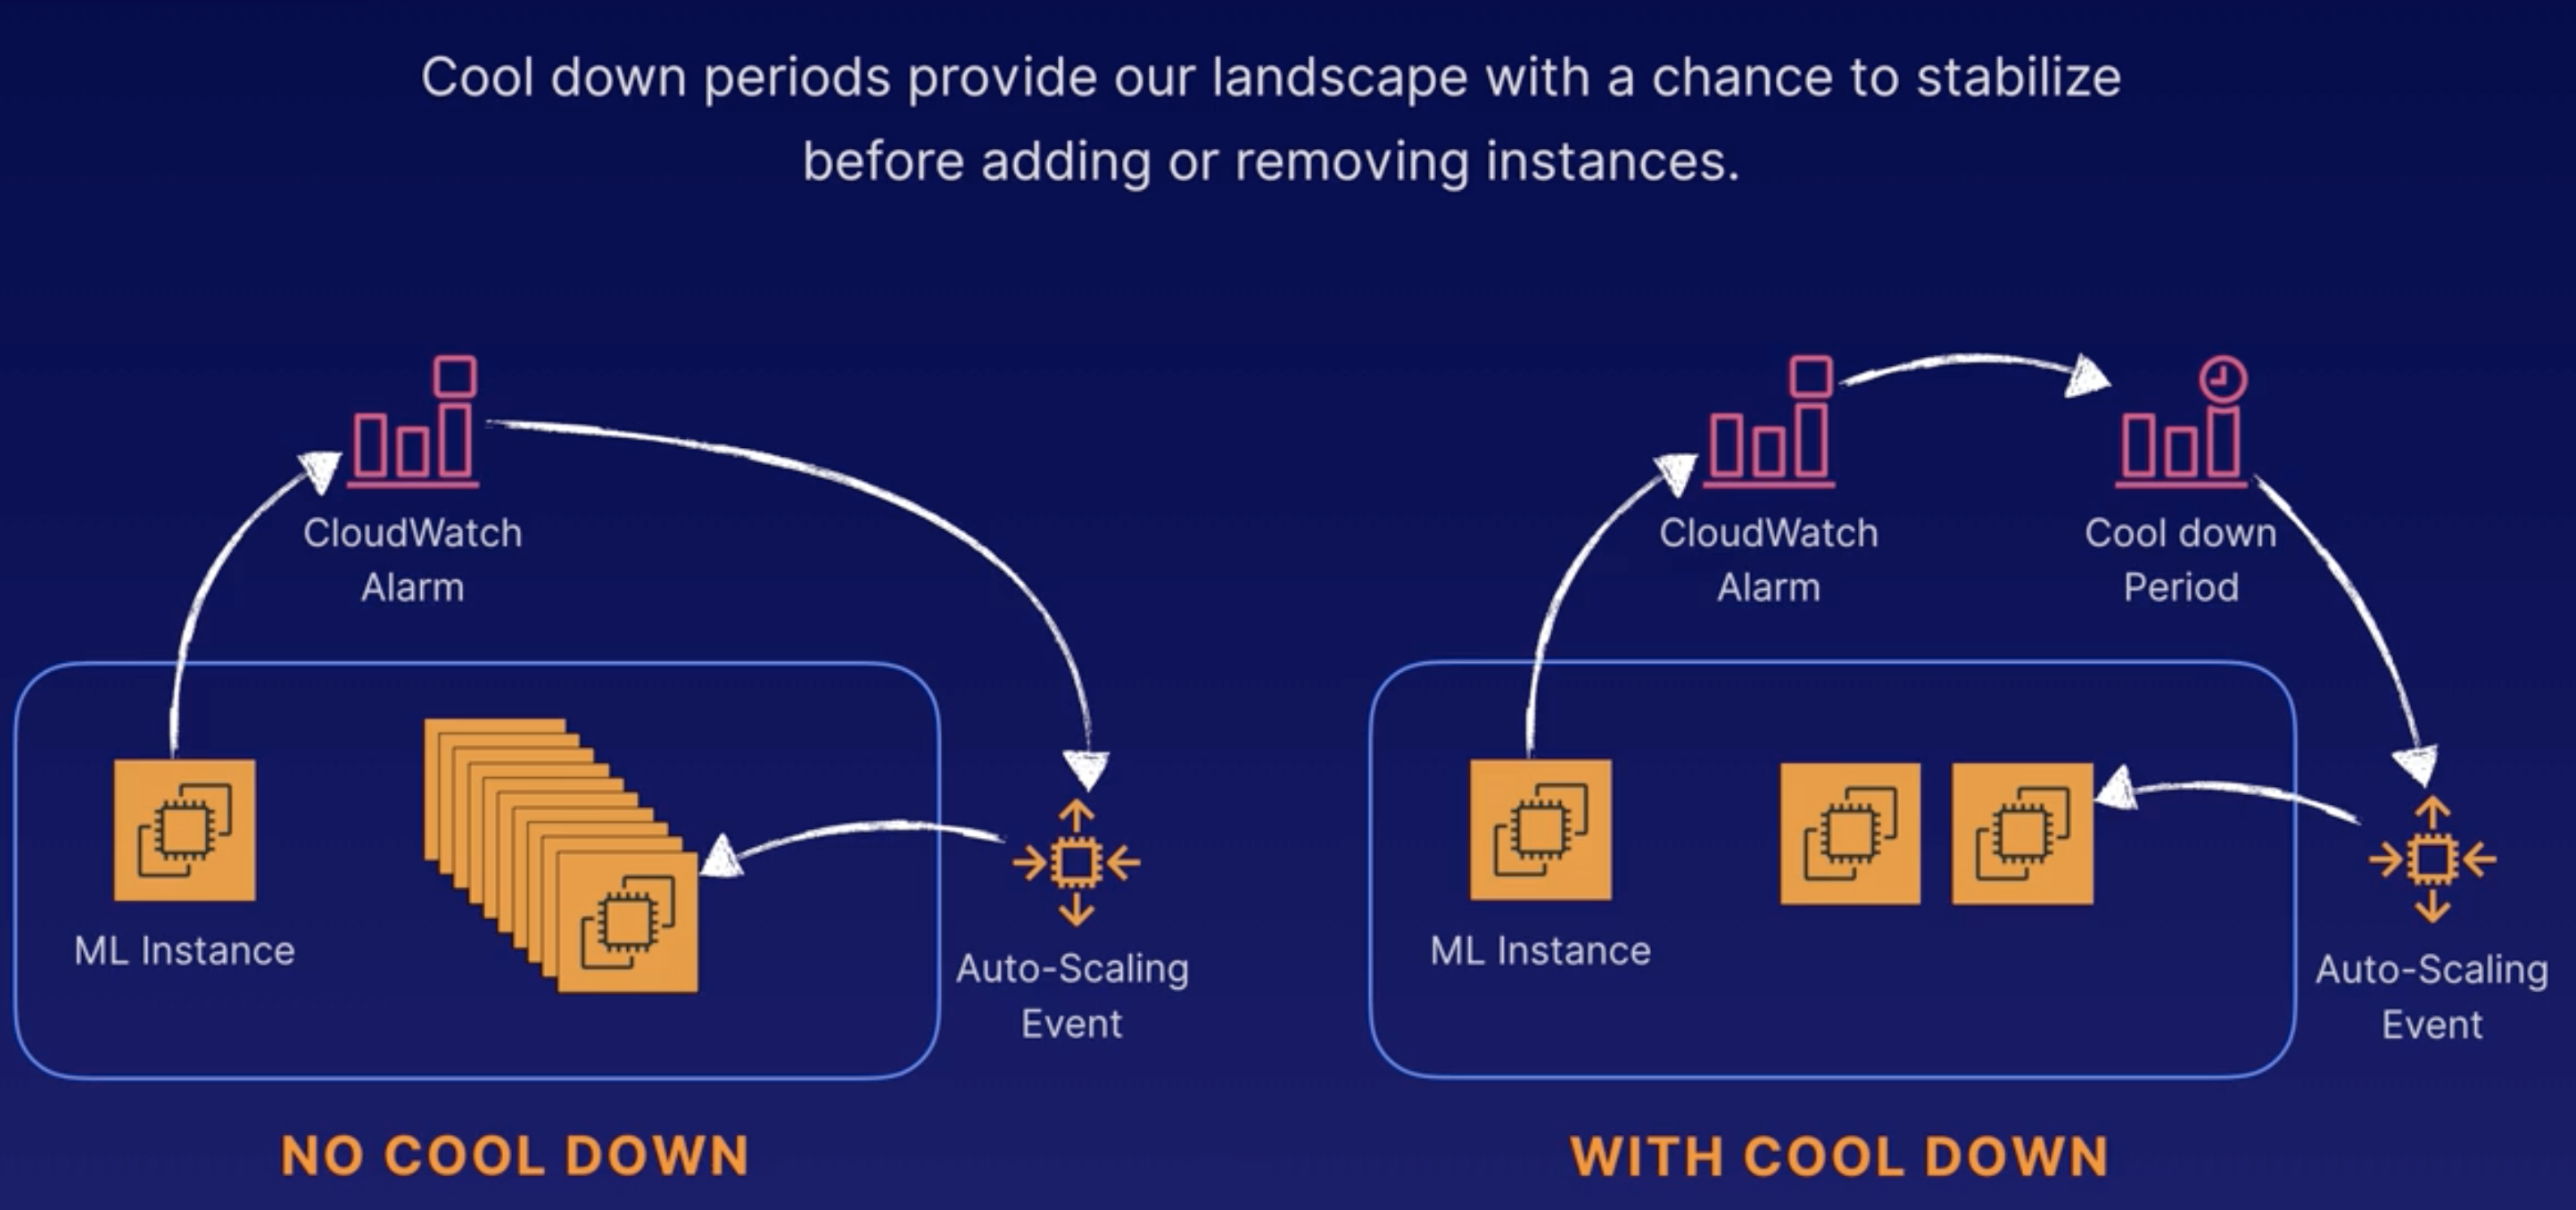 Cool down periods provide our landscape with a chance to stabilize
before adding or removing instances.
CloudWatch
Alarm
ML Instance
Auto-Scaling
Event
NO COOL DOWN
CloudWatch
Alarm
Cool down
Period
ML Instance
Auto-Scaling
Event
WITH COOL DOWN